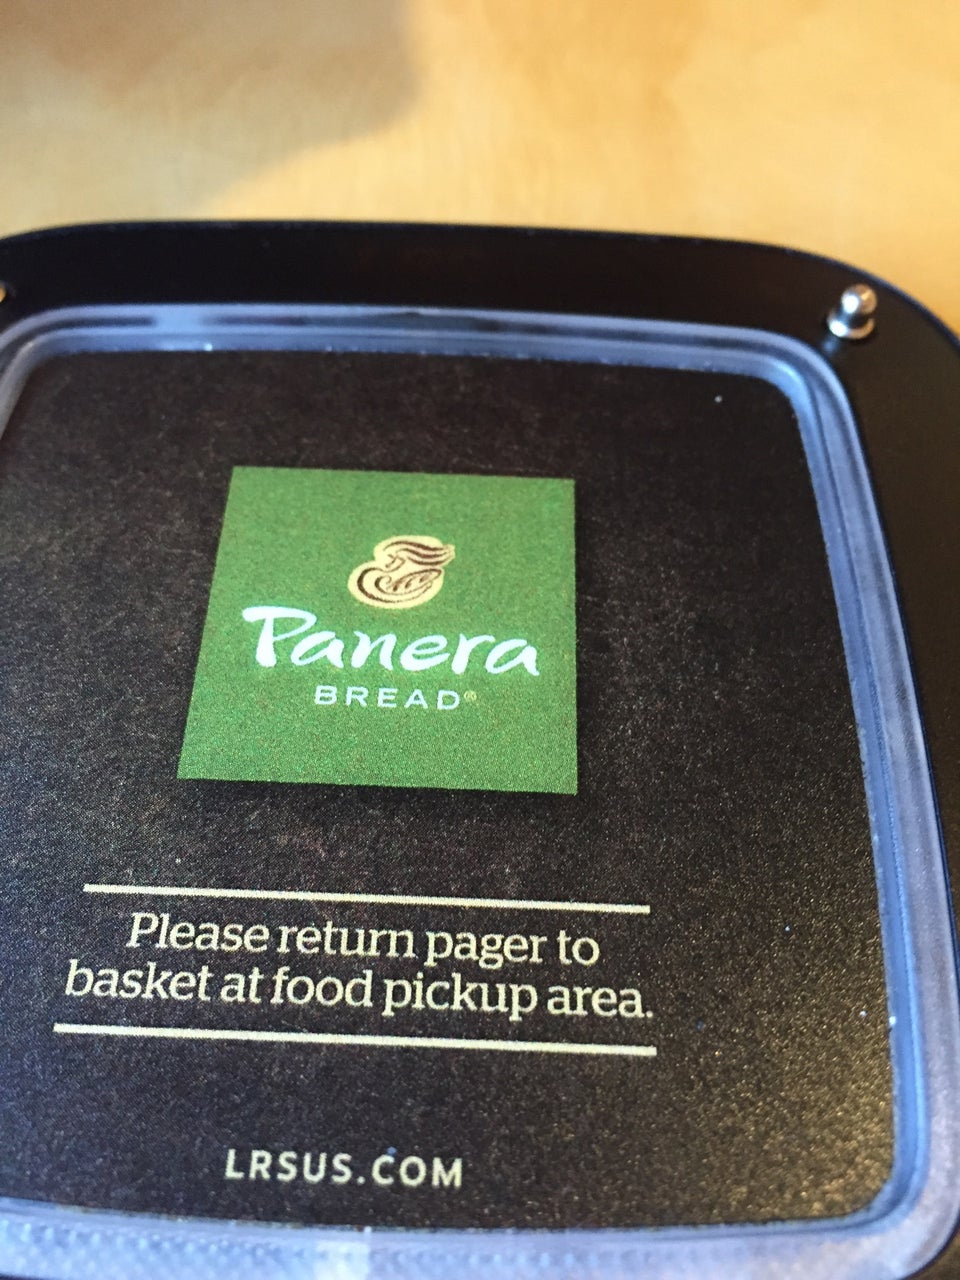 Panera
BREAD®
Please return pager to
basket at food pickup area.
LRSUS.COM